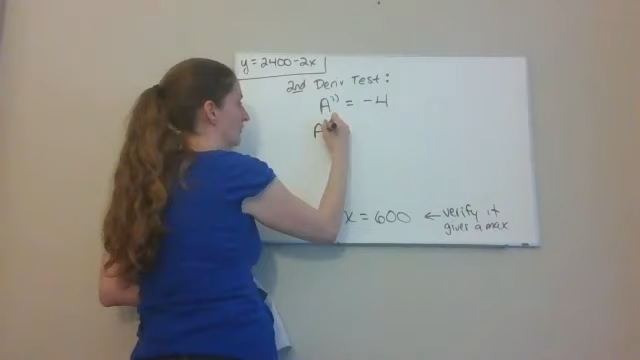 y = 2400 - 2x
2nd Deriv Test:
A'' = -4
A
x = 600 ← verify it
gives a max